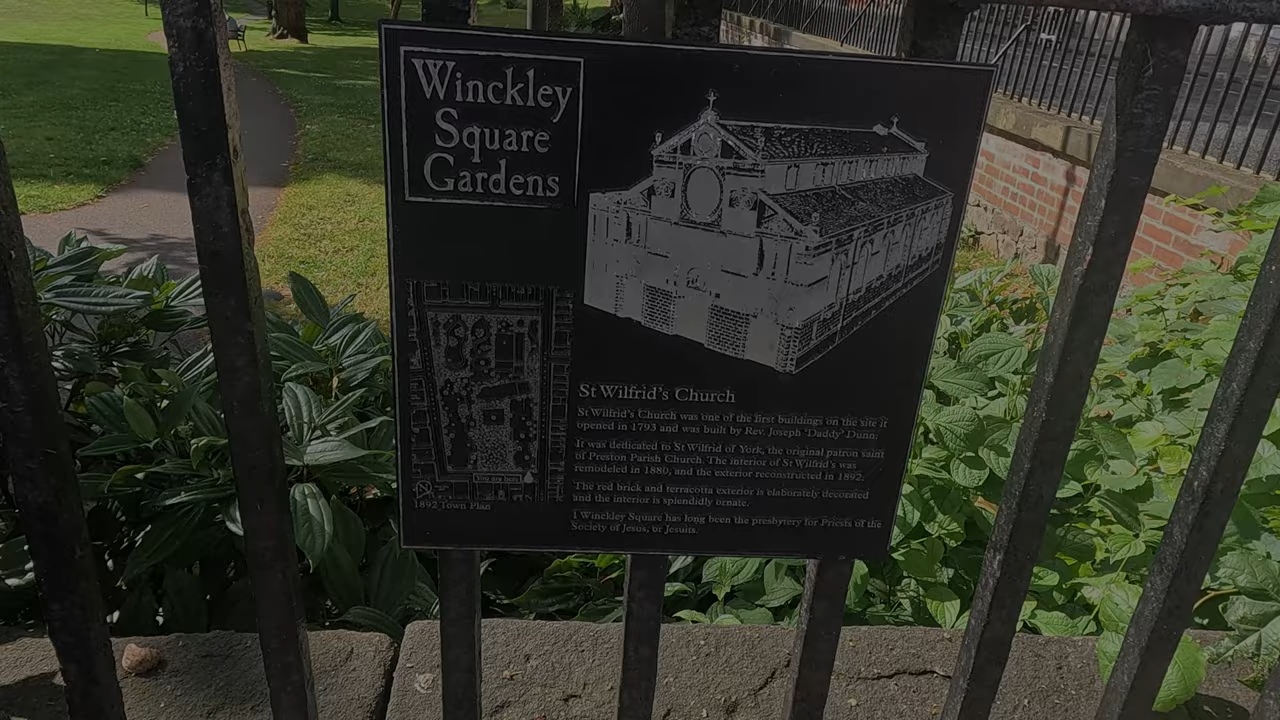 Winckley
Square
Gardens
St Wilfrid's Church
St Wilfrid's Church was one of the first buildings on the site it
opened in 1793 and was built by Rev. Joseph 'Daddy' Dunn.
It was dedicated to St Wilfrid of York, the original patron saint
of Preston Parish Church. The interior of St Wilfrid's was
remodeled in 1880, and the exterior reconstructed in 1892.
The red brick and terracotta exterior is elaborately decorated
and the interior is splendidly ornate.
1 Winckley Square has long been the presbytery for Priests of the
Society of Jesus, or Jesuits.
You are here
N
1892 Town Plan